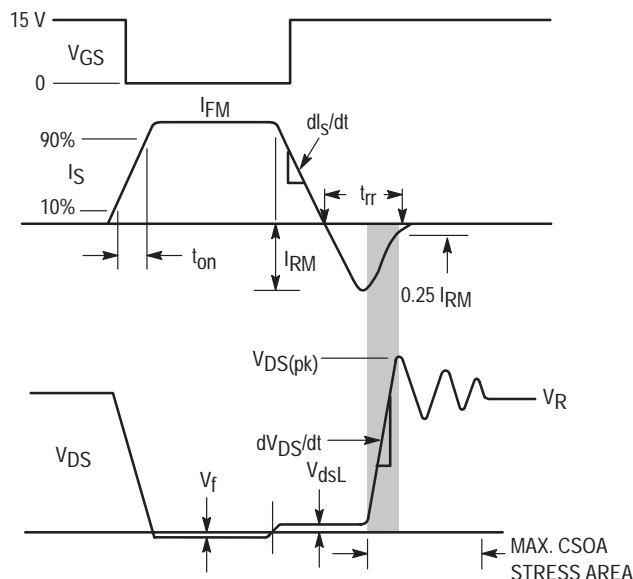 15 V
VGS
0
IFM
90%
dIS/dt
IS
trr
10%
ton
IRM
0.25 IRM
VDS(pk)
VR
VDS
dVDS/dt
Vf
VdsL
MAX. CSOA
STRESS AREA